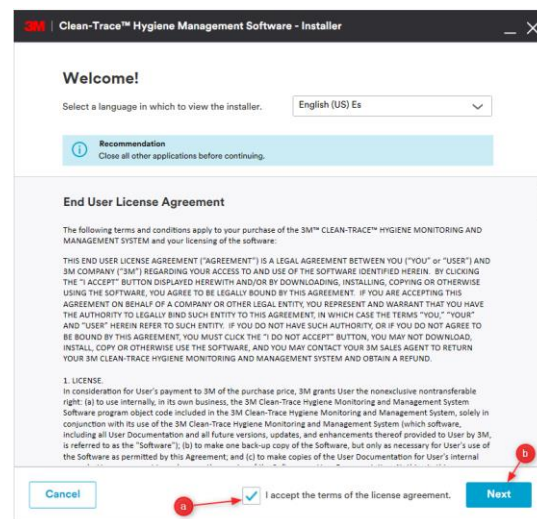 3M | Clean-Trace™ Hygiene Management Software - Installer
Welcome!
Select a language in which to view the installer. English (US) Es
Recommendation
Close all other applications before continuing.
End User License Agreement
The following terms and conditions apply to your purchase of the 3M™ CLEAN-TRACE™ HYGIENE MONITORING AND
MANAGEMENT SYSTEM and your licensing of the software:
THIS END USER LICENSE AGREEMENT ("AGREEMENT") IS A LEGAL AGREEMENT BETWEEN YOU ("YOU" or "USER") AND
3M COMPANY ("3M") REGARDING YOUR ACCESS TO AND USE OF THE SOFTWARE IDENTIFIED HEREIN. BY CLICKING
THE "I ACCEPT" BUTTON DISPLAYED HEREWITH AND/OR BY DOWNLOADING, INSTALLING, COPYING OR OTHERWISE
USING THE SOFTWARE, YOU AGREE TO BE LEGALLY BOUND BY THIS AGREEMENT. IF YOU ARE ACCEPTING THIS
AGREEMENT ON BEHALF OF A COMPANY OR OTHER LEGAL ENTITY, YOU REPRESENT AND WARRANT THAT YOU HAVE
THE AUTHORITY TO LEGALLY BIND SUCH ENTITY TO THIS AGREEMENT, IN WHICH CASE THE TERMS "YOU," "YOUR"
AND "USER" HEREIN REFER TO SUCH ENTITY. IF YOU DO NOT HAVE SUCH AUTHORITY, OR IF YOU DO NOT AGREE TO
BE BOUND BY THIS AGREEMENT, YOU MUST CLICK THE "I DO NOT ACCEPT" BUTTON, YOU MAY NOT DOWNLOAD,
INSTALL, COPY OR OTHERWISE USE THE SOFTWARE, AND YOU MAY CONTACT YOUR 3M SALES AGENT TO RETURN
YOUR 3M CLEAN-TRACE HYGIENE MONITORING AND MANAGEMENT SYSTEM AND OBTAIN A REFUND.
1. LICENSE.
In consideration for User's payment to 3M of the purchase price, 3M grants User the nonexclusive nontransferable
right: (a) to use internally, in its own business, the 3M Clean-Trace Hygiene Monitoring and Management System
Software program object code included in the 3M Clean-Trace Hygiene Monitoring and Management System, solely in
conjunction with its use of the 3M Clean-Trace Hygiene Monitoring and Management System (which software,
including all User Documentation and all future versions, updates, and enhancements thereof provided to User by 3M,
is referred to as the "Software"); (b) to make one back-up copy of the Software, but only as necessary for User's use of
the Software as permitted by this Agreement; and (c) to make copies of the User Documentation for User's internal
Cancel
a
I accept the terms of the license agreement.
b
Next